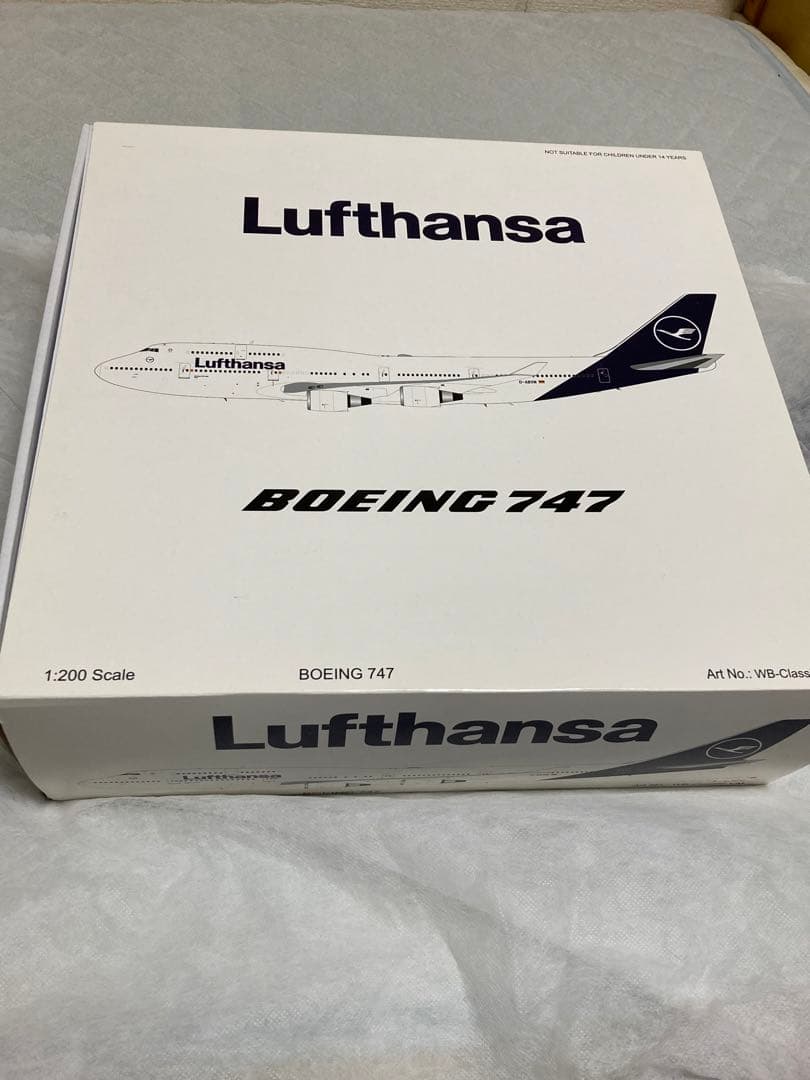 NOT SUITABLE FOR CHILDREN UNDER 14 YEARS
Lufthansa
Lufthansa
BOEING 747
1:200 Scale
BOEING 747
Art No.: WB-Class
Lufthansa
Lufthansa